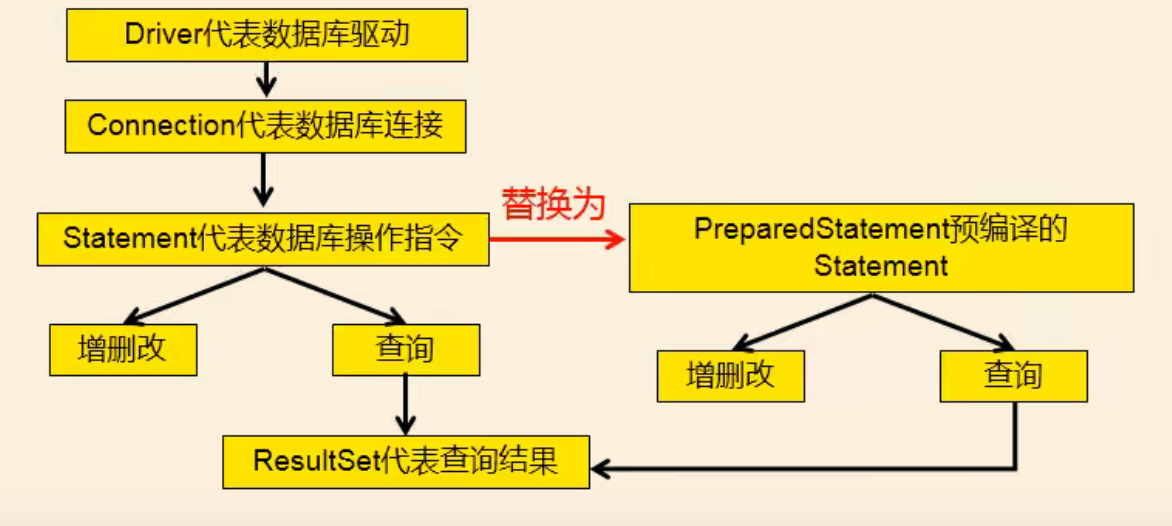 Driver代表数据库驱动
Connection代表数据库连接
替换为
Statement代表数据库操作指令
PreparedStatement预编译的
Statement
增删改
查询
增删改
查询
ResultSet代表查询结果